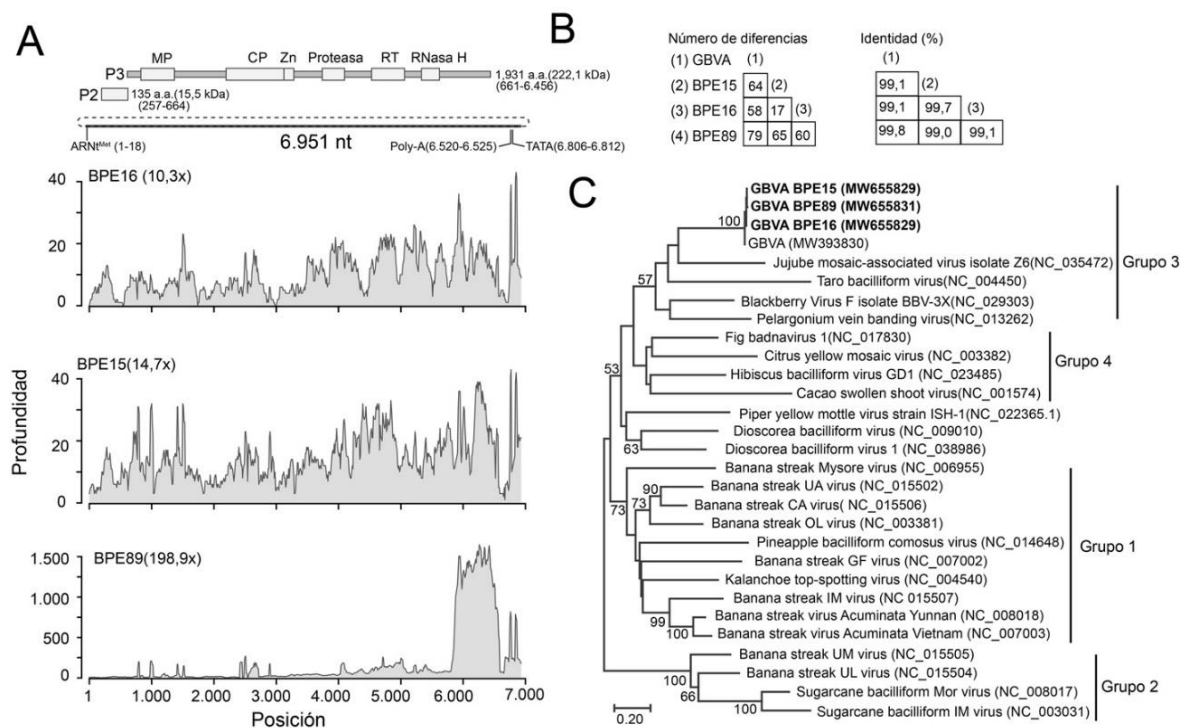 A
MP CP Zn Proteasa RT RNasa H
P3
1,931 a.a.(222,1 kDa)
(661-6.456)
P2
135 a.a.(15,5 kDa)
(257-664)
6.951 nt
ARNtMet (1-18)
Poly-A(6.520-6.525)
TATA(6.806-6.812)
BPE16 (10,3x)
40
20
0
BPE15(14,7x)
40
20
0
BPE89(198,9x)
1.500
1.000
500
0
1 1.000 2.000 3.000 4.000 5.000 6.000 7.000
Profundidad
Posición
B
Número de diferencias
(1) GBVA (1)
(2) BPE15 64 (2)
(3) BPE16 58 17 (3)
(4) BPE89 79 65 60
Identidad (%)
(1)
99,1 (2)
99,1 99,7 (3)
99,8 99,0 99,1
C
GBVA BPE15 (MW655829)
GBVA BPE89 (MW655831)
GBVA BPE16 (MW655829)
100
GBVA (MW393830)
Jujube mosaic-associated virus isolate Z6(NC_035472)
Taro bacilliform virus(NC_004450)
57
Blackberry Virus F isolate BBV-3X(NC_029303)
Pelargonium vein banding virus(NC_013262)
Grupo 3
Fig badnavirus 1(NC_017830)
Citrus yellow mosaic virus (NC_003382)
Hibiscus bacilliform virus GD1 (NC_023485)
Cacao swollen shoot virus(NC_001574)
Grupo 4
53
Piper yellow mottle virus strain ISH-1(NC_022365.1)
Dioscorea bacilliform virus (NC_009010)
Dioscorea bacilliform virus 1 (NC_038986)
63
Banana streak Mysore virus (NC_006955)
Banana streak UA virus (NC_015502)
Banana streak CA virus( NC_015506)
Banana streak OL virus (NC_003381)
90
73
73
Pineapple bacilliform comosus virus (NC_014648)
Banana streak GF virus (NC_007002)
Kalanchoe top-spotting virus (NC_004540)
Banana streak IM virus (NC 015507)
Banana streak virus Acuminata Yunnan (NC_008018)
Banana streak virus Acuminata Vietnam (NC_007003)
99
100
Grupo 1
Banana streak UM virus (NC_015505)
Banana streak UL virus (NC_015504)
Sugarcane bacilliform Mor virus (NC_008017)
Sugarcane bacilliform IM virus (NC_003031)
100
66
100
Grupo 2
0.20